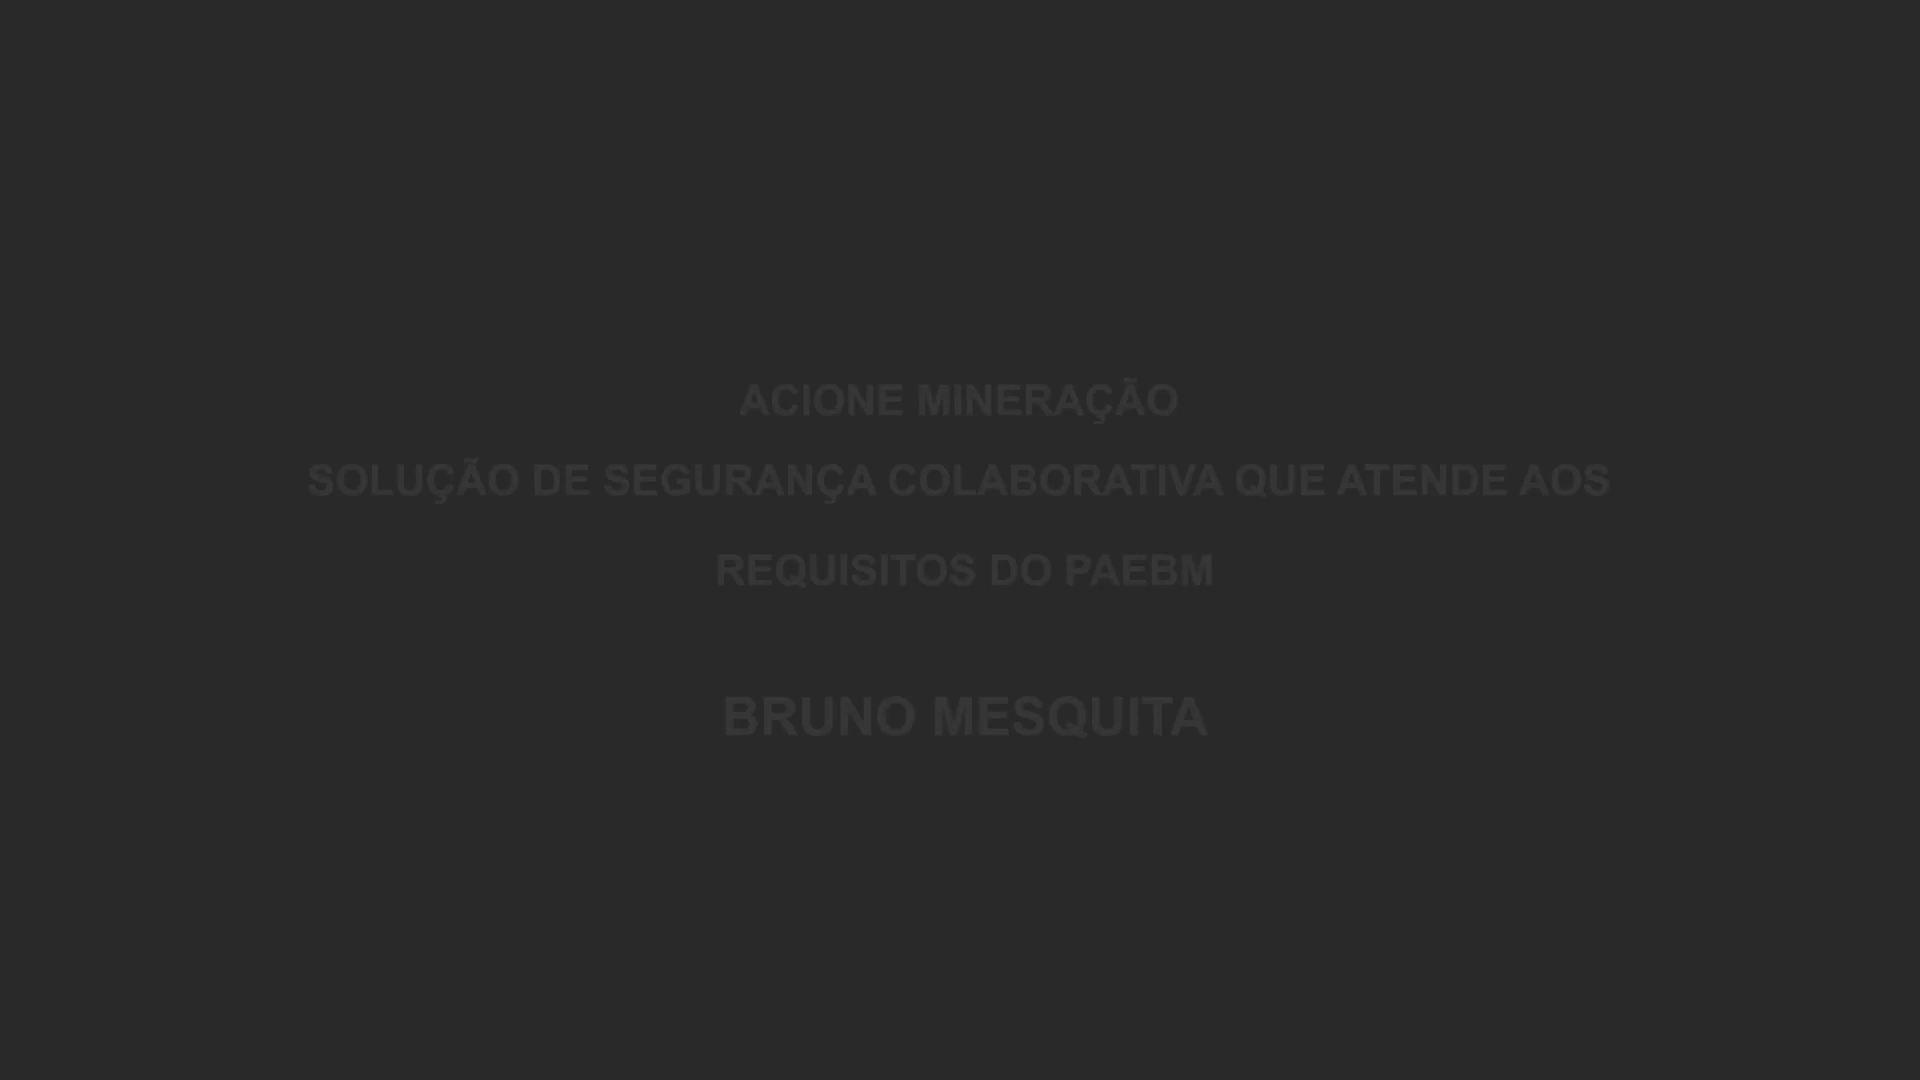 ACIONE MINERAÇÃO
SOLUÇÃO DE SEGURANÇA COLABORATIVA QUE ATENDE AOS
REQUISITOS DO PAEBM
BRUNO MESQUITA